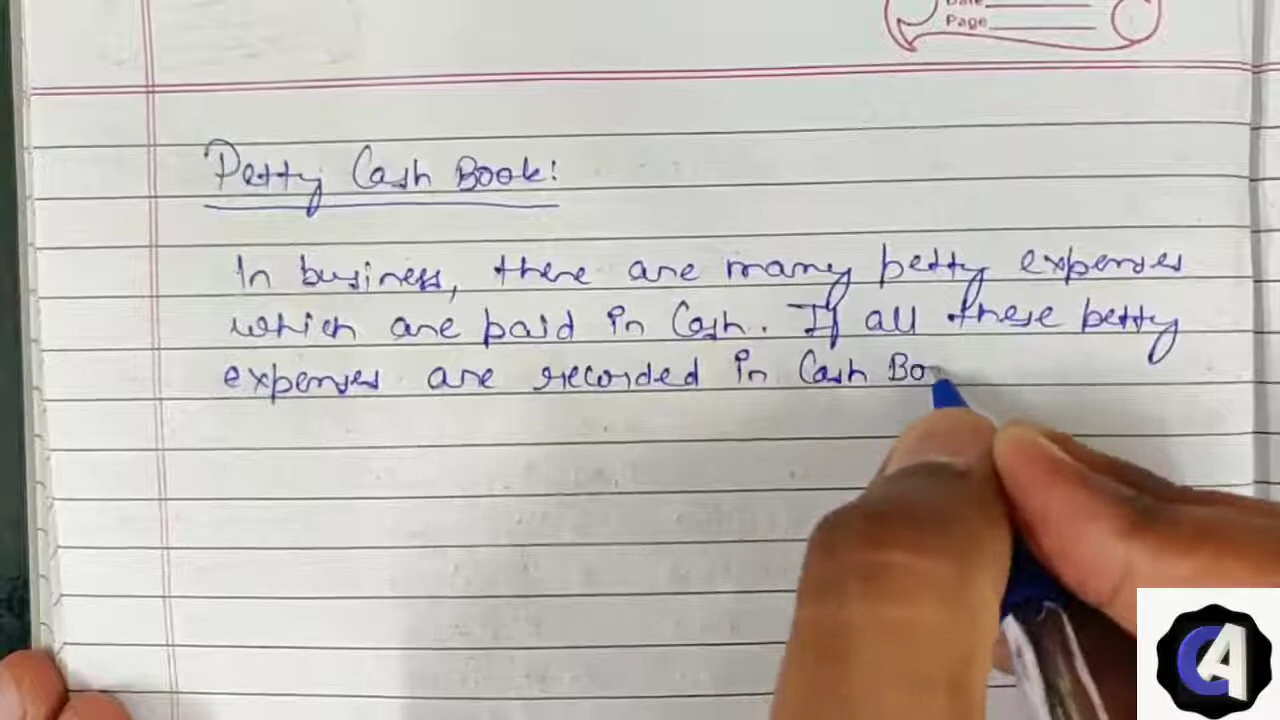 Date
Page
Petty Cash Book:
In business, there are many petty expenses
which are paid in Cash. If all these petty
expenses are recorded in Cash Bo
CA